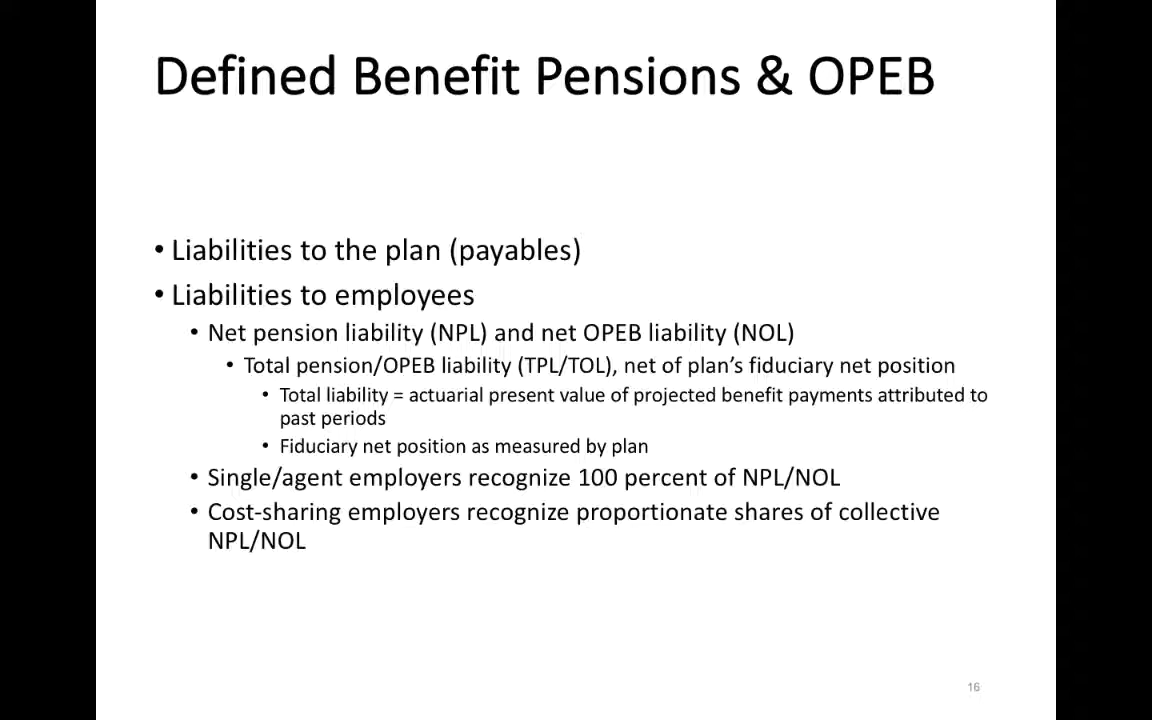 Defined Benefit Pensions & OPEB
• Liabilities to the plan (payables)
• Liabilities to employees
• Net pension liability (NPL) and net OPEB liability (NOL)
• Total pension/OPEB liability (TPL/TOL), net of plan’s fiduciary net position
• Total liability = actuarial present value of projected benefit payments attributed to
past periods
• Fiduciary net position as measured by plan
• Single/agent employers recognize 100 percent of NPL/NOL
• Cost-sharing employers recognize proportionate shares of collective
NPL/NOL
16